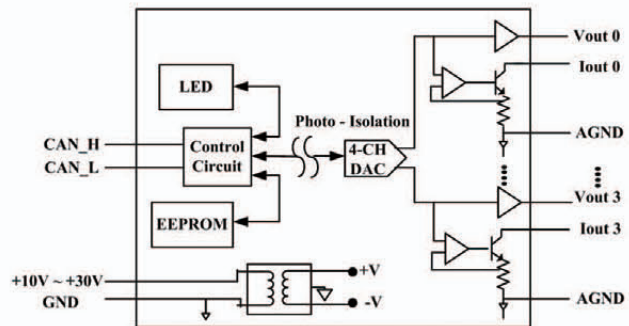 Vout 0
LED
Iout 0
Photo - Isolation
CAN_H
CAN_L
Control
Circuit
4-CH
DAC
AGND
Vout 3
EEPROM
Iout 3
+10V ~ +30V
GND
+V
-V
AGND